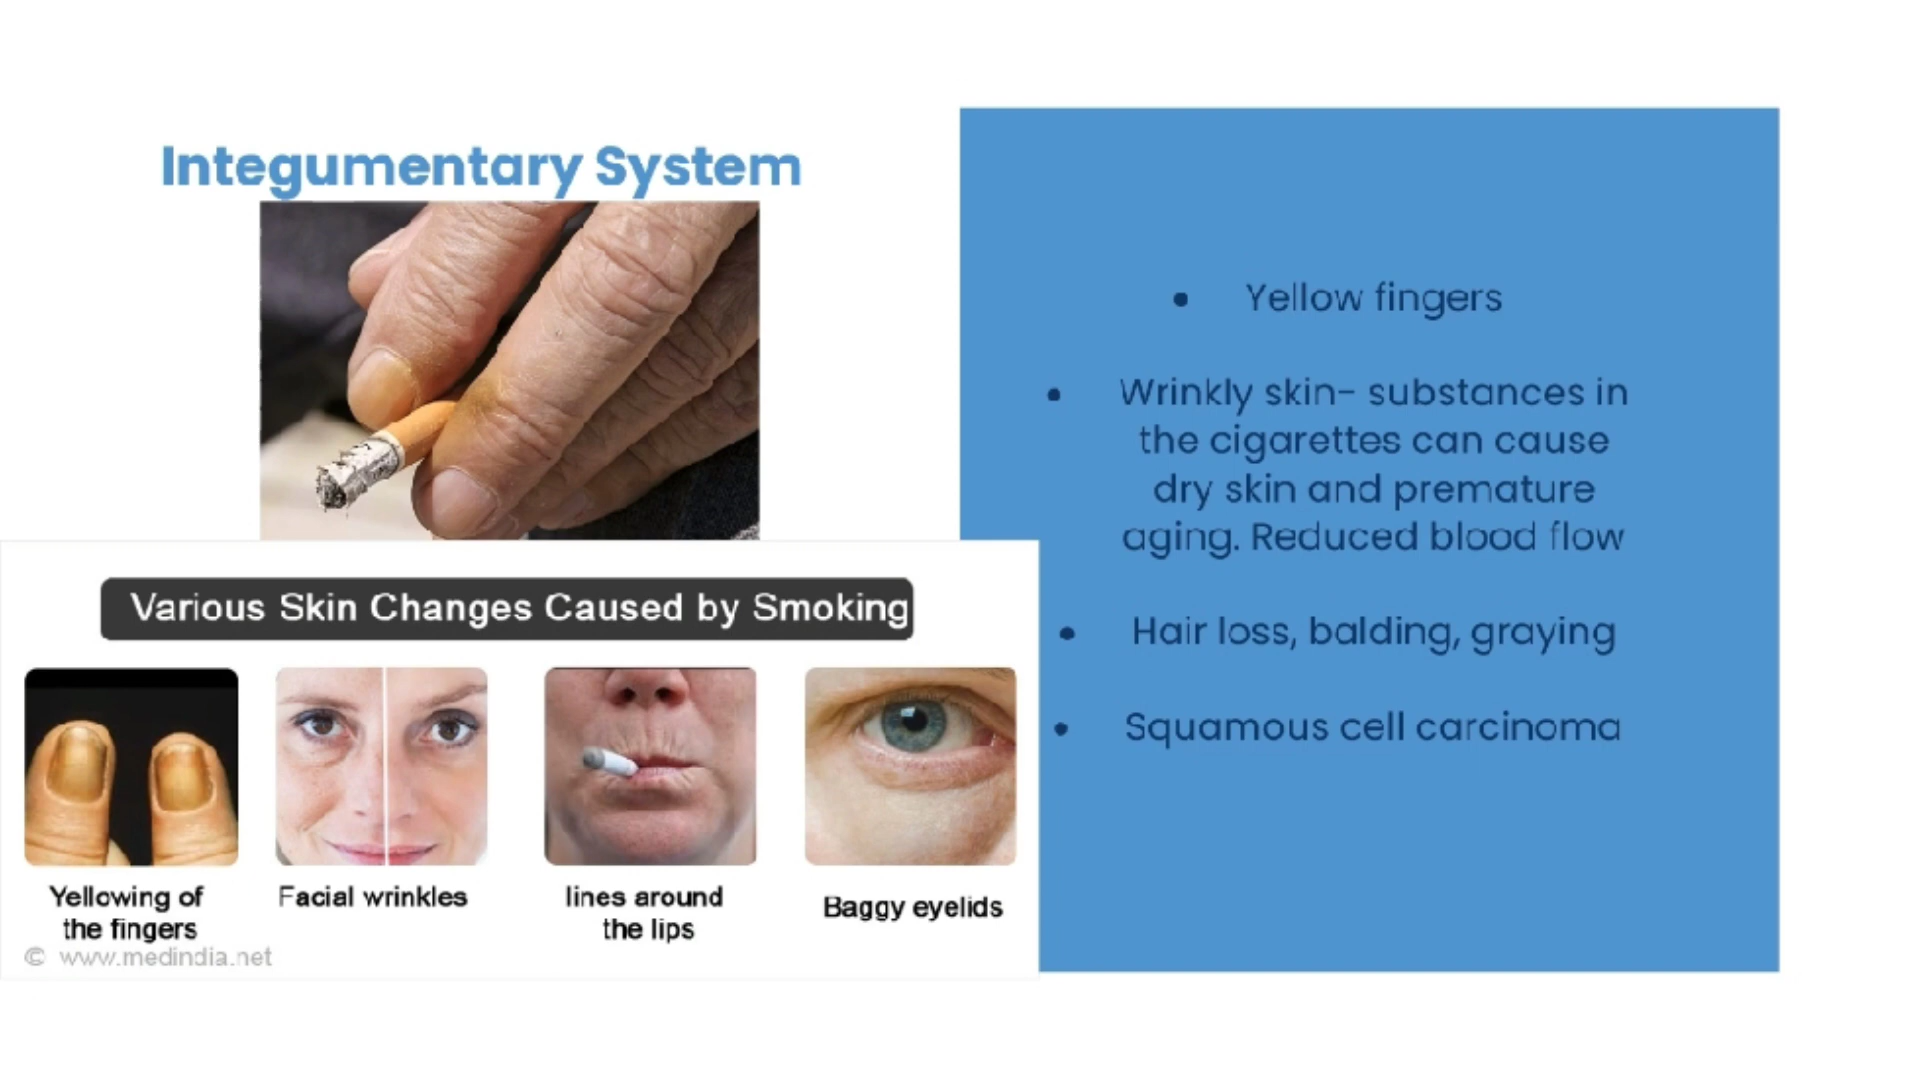 Integumentary System
• Yellow fingers
• Wrinkly skin- substances in
the cigarettes can cause
dry skin and premature
aging. Reduced blood flow
• Hair loss, balding, graying
• Squamous cell carcinoma
Various Skin Changes Caused by Smoking
Yellowing of
the fingers
Facial wrinkles
lines around
the lips
Baggy eyelids
© www.medindia.net